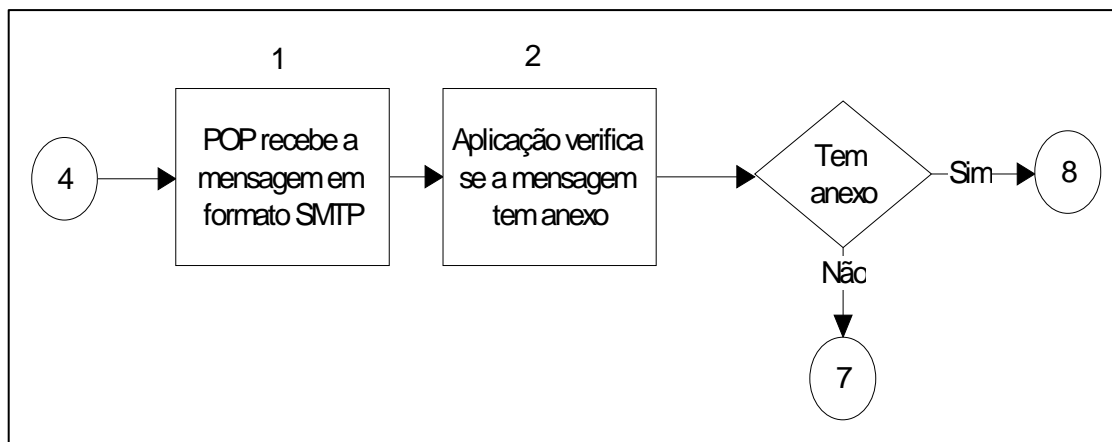 1
2
4
POP recebe a
mensagem em
formato SMTP
Aplicação verifica
se a mensagem
tem anexo
Tem
anexo
Sim
8
Não
7